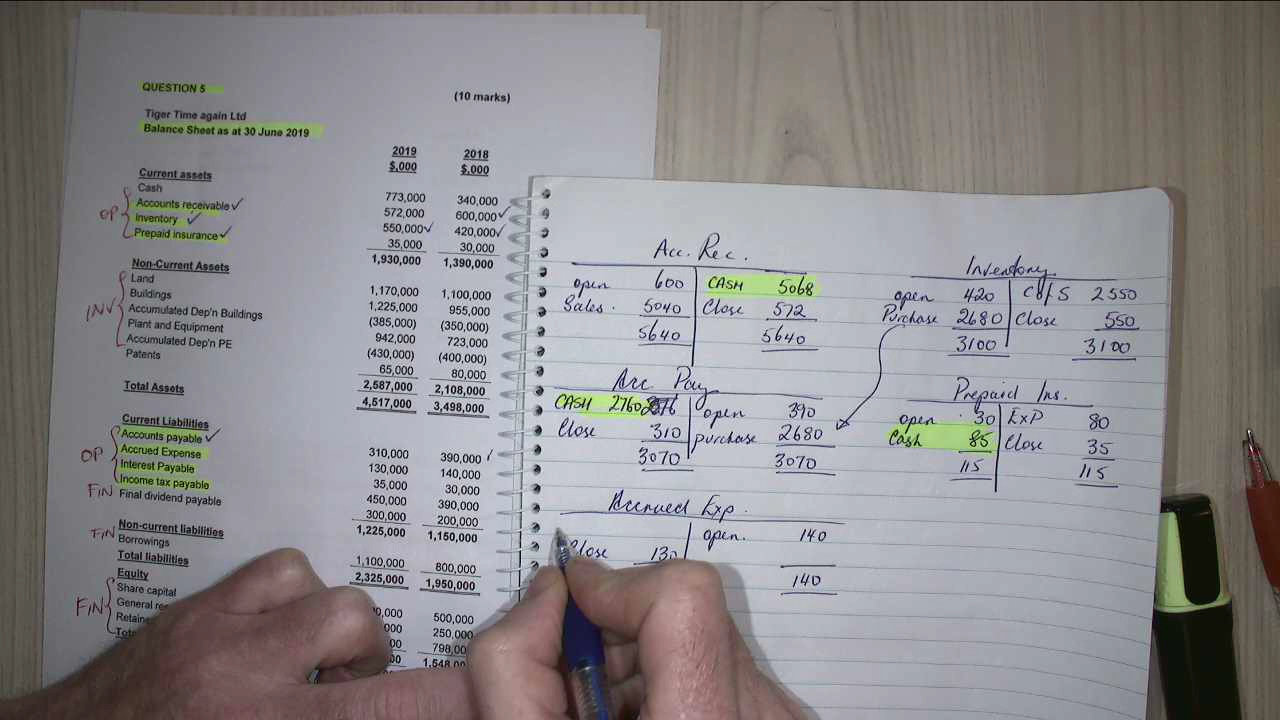 QUESTION 5
(10 marks)
Tiger Time again Ltd
Balance Sheet as at 30 June 2019
2019 2018
$,000 $,000
Current assets
Cash 773,000 340,000
Accounts receivable ✓ 572,000 600,000 ✓
Inventory ✓ 550,000 ✓ 420,000 ✓
Prepaid insurance ✓ 35,000 30,000
1,930,000 1,390,000
OP
Non-Current Assets
Land 1,170,000 1,100,000
Buildings 1,225,000 955,000
Accumulated Dep'n Buildings (385,000) (350,000)
Plant and Equipment 942,000 723,000
Accumulated Dep'n PE (430,000) (400,000)
Patents 65,000 80,000
2,587,000 2,108,000
INV
Total Assets 4,517,000 3,498,000
Current Liabilities
Accounts payable ✓ 310,000 390,000 ✓
Accrued Expense 130,000 140,000
Interest Payable 35,000 30,000
Income tax payable 450,000 390,000
OP
FIN Final dividend payable 300,000 200,000
1,225,000 1,150,000
Non-current liabilities
FIN Borrowings 1,100,000 800,000
Total liabilities 2,325,000 1,950,000
Equity
Share capital 500,000
General 250,000
798,0
1,548,00
FIN
Acc. Rec.
open 600 CASH 5068
Sales. 5040 Close 572
5640 5640
Inventory
open 420 Cof S 2550
Purchase 2680 Close 550
3100 3100
Acc Pay
CASH 2760 open 390
Close 310 purchase 2680
3070 3070
Prepaid Ins.
open 30 Exp 80
Cash 85 Close 35
115 115
Accrued Exp.
open. 140
Close 130
140